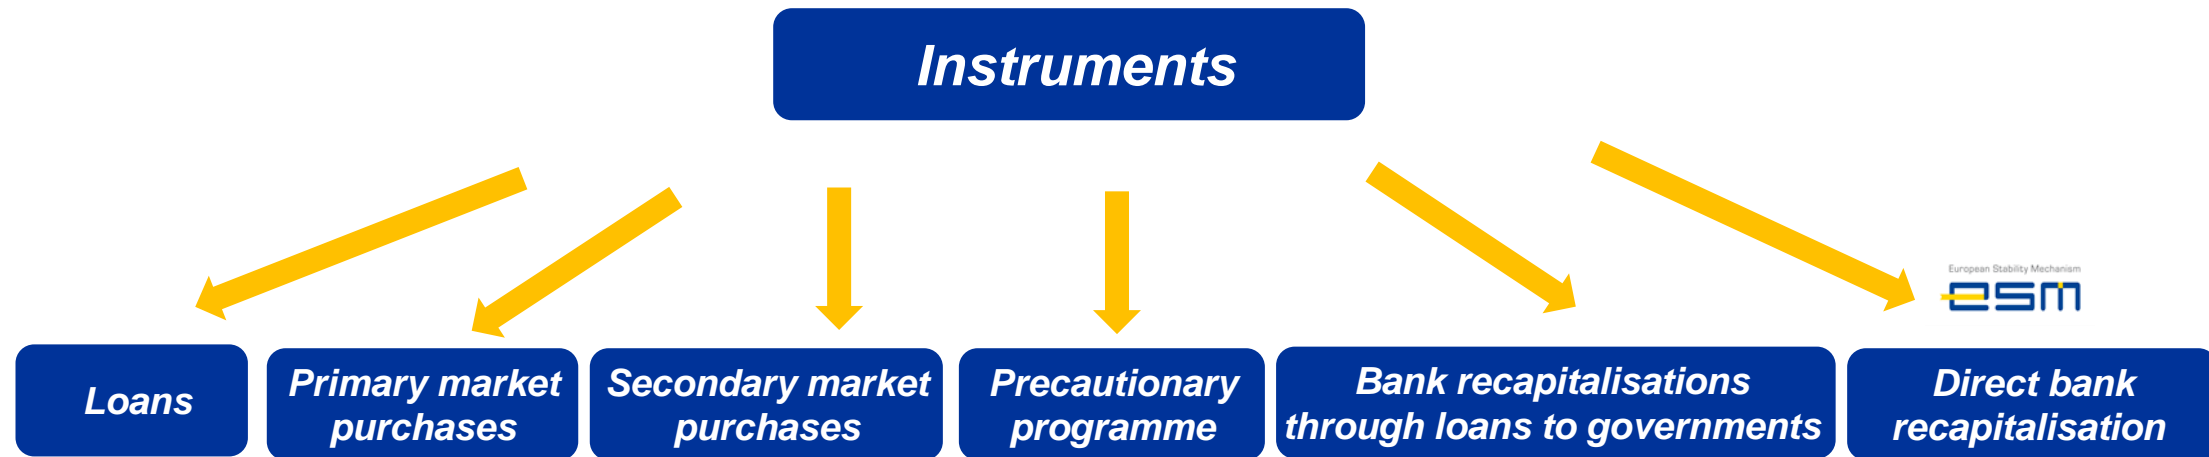 Instruments
European Stability Mechanism
esm
Loans
Primary market
purchases
Secondary market
purchases
Precautionary
programme
Bank recapitalisations
through loans to governments
Direct bank
recapitalisation